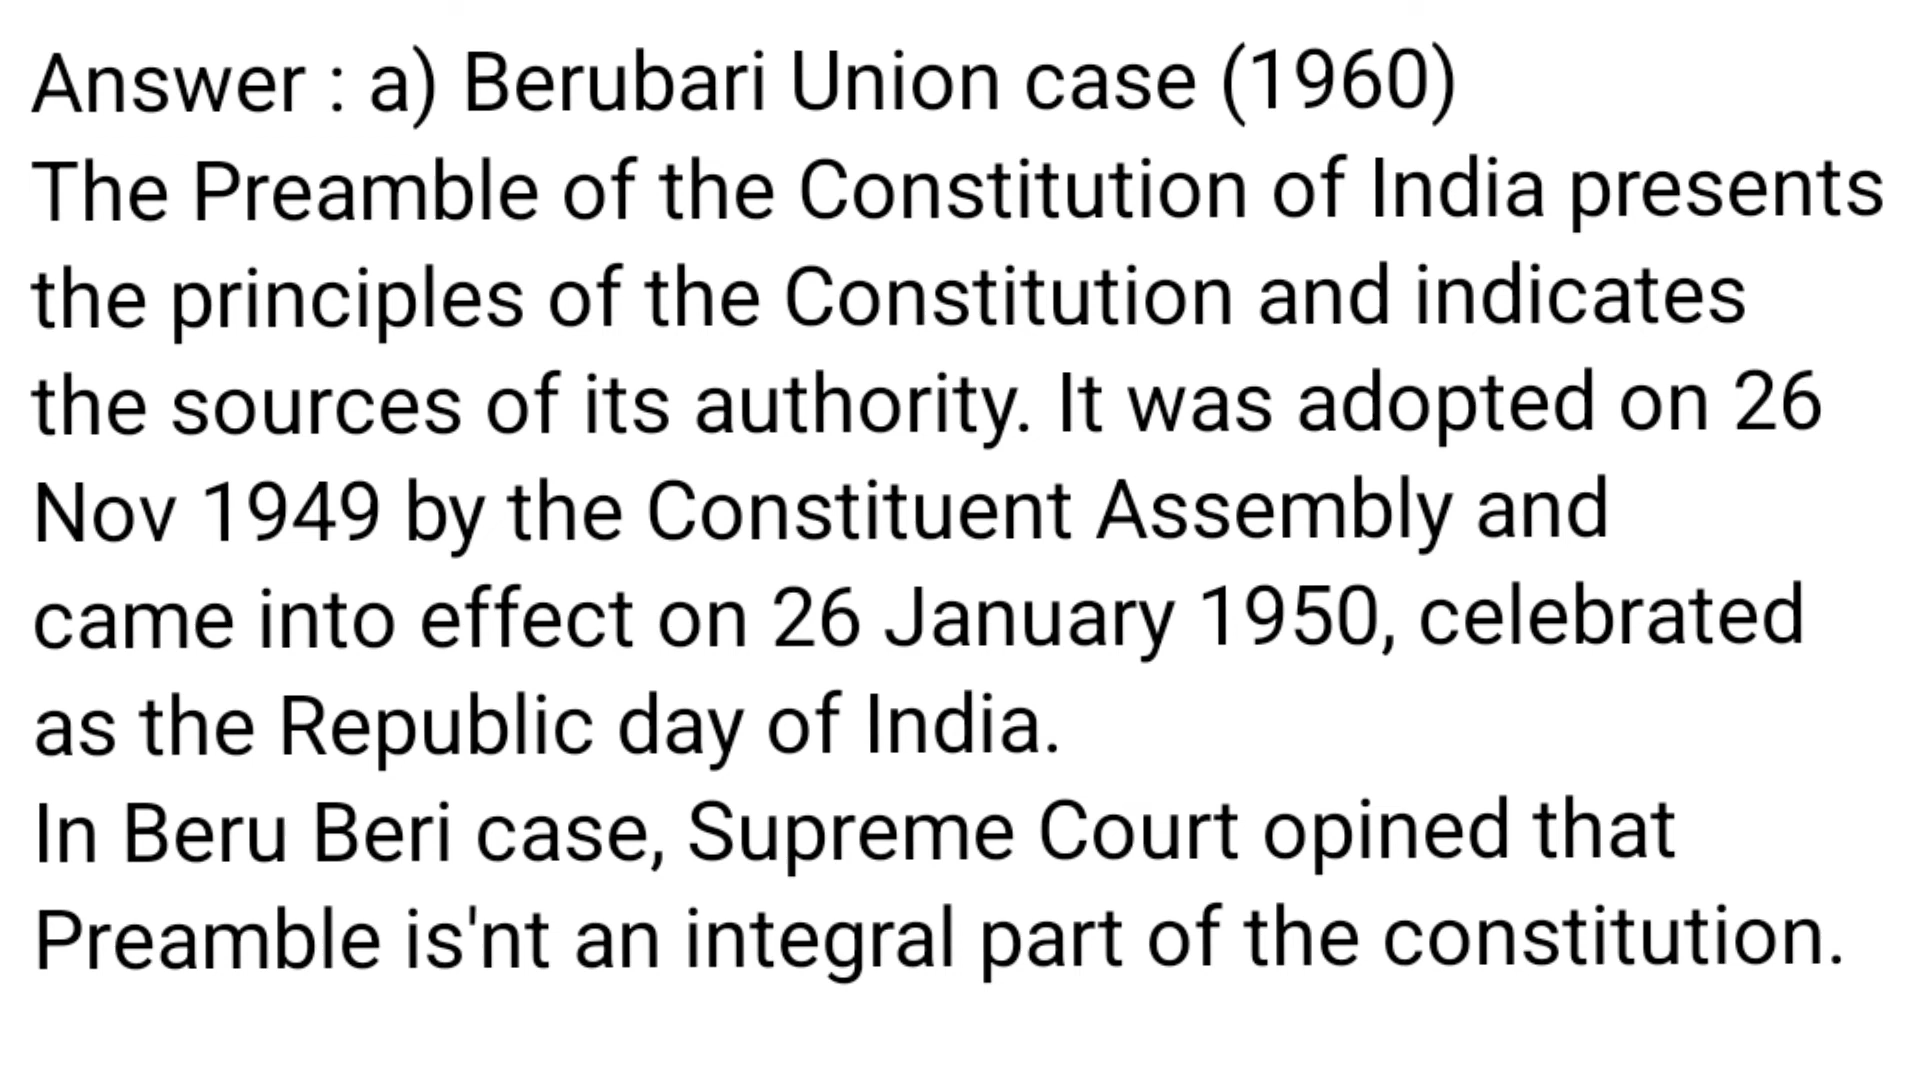 Answer : a) Berubari Union case (1960)
The Preamble of the Constitution of India presents
the principles of the Constitution and indicates
the sources of its authority. It was adopted on 26
Nov 1949 by the Constituent Assembly and
came into effect on 26 January 1950, celebrated
as the Republic day of India.
In Beru Beri case, Supreme Court opined that
Preamble is'nt an integral part of the constitution.